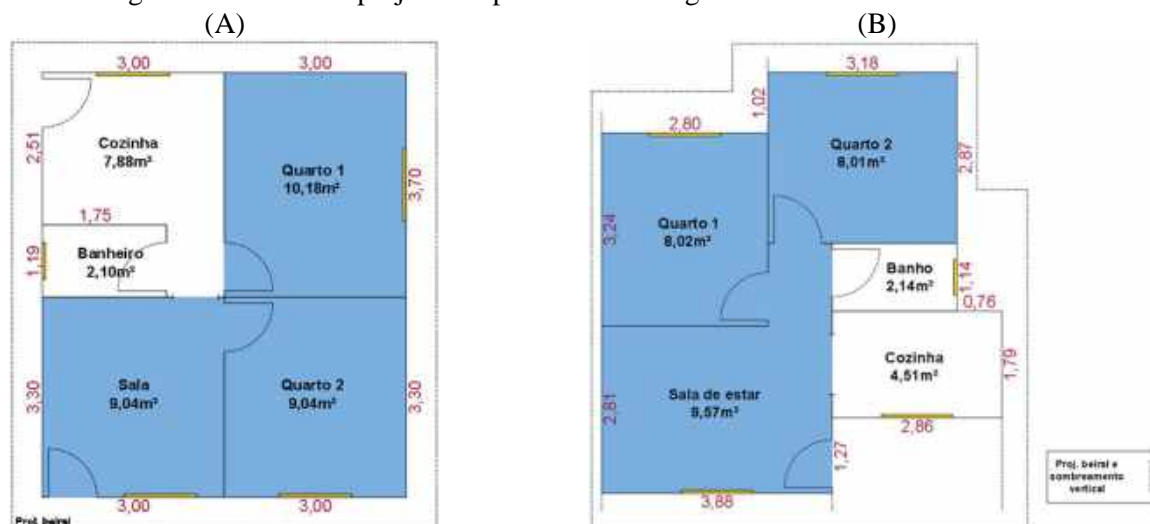 (A)
(B)
3,00
3,00
2,51
Cozinha
7,88m²
Quarto 1
10,18m²
3,70
1,75
1,19
Banheiro
2,10m²
3,30
Sala
9,04m²
Quarto 2
9,04m²
3,30
3,00
3,00
Proj. beiral
3,18
1,02
2,80
Quarto 2
8,01m²
2,87
3,24
Quarto 1
8,02m²
Banho
2,14m²
1,14
0,76
Cozinha
4,51m²
1,79
2,81
Sala de estar
9,57m²
2,86
1,27
3,88
Proj. beiral e
sombreamento
vertical